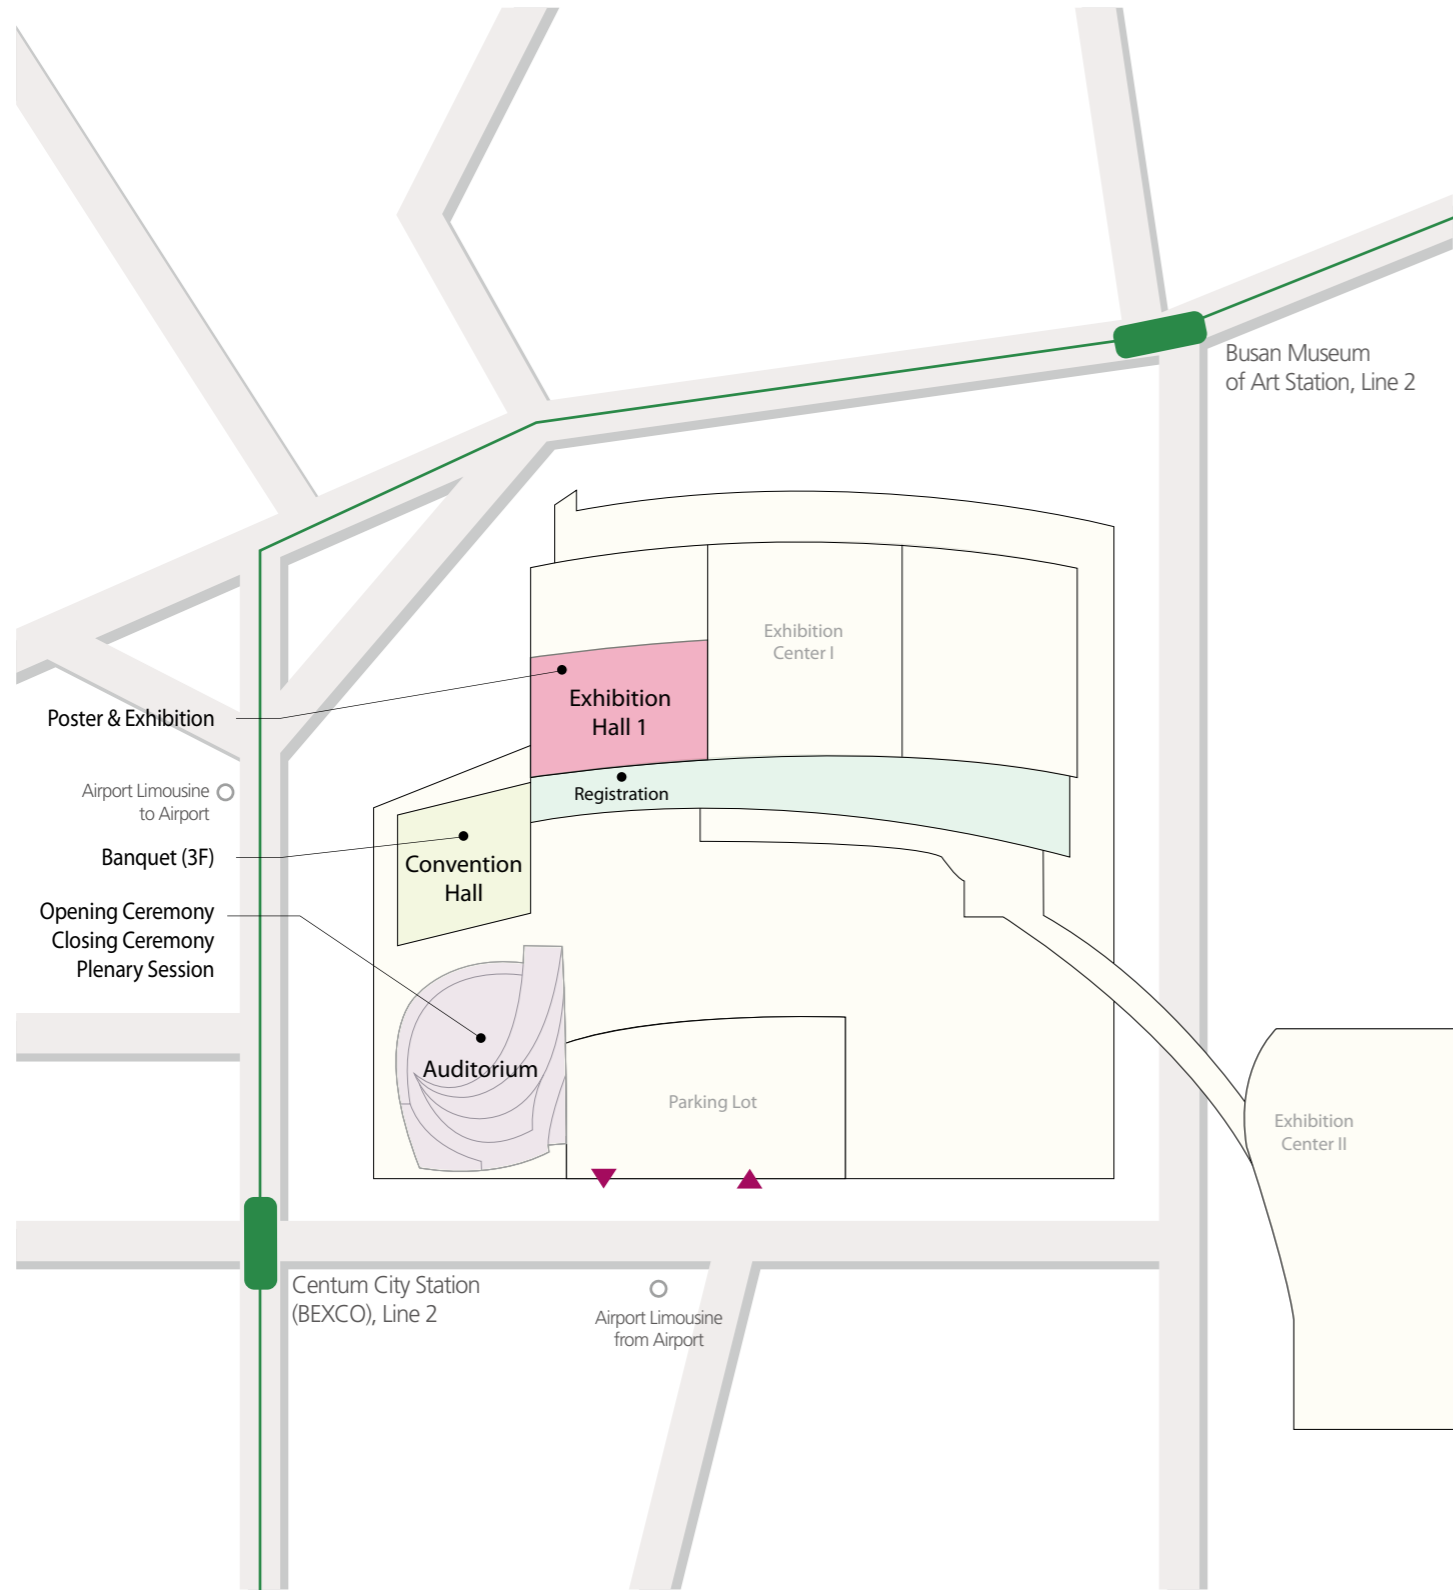 Busan Museum
of Art Station, Line 2
Exhibition
Center I
Exhibition
Hall 1
Poster & Exhibition
Airport Limousine
to Airport
Registration
Banquet (3F)
Convention
Hall
Opening Ceremony
Closing Ceremony
Plenary Session
Auditorium
Parking Lot
Exhibition
Center II
Centum City Station
(BEXCO), Line 2
Airport Limousine
from Airport